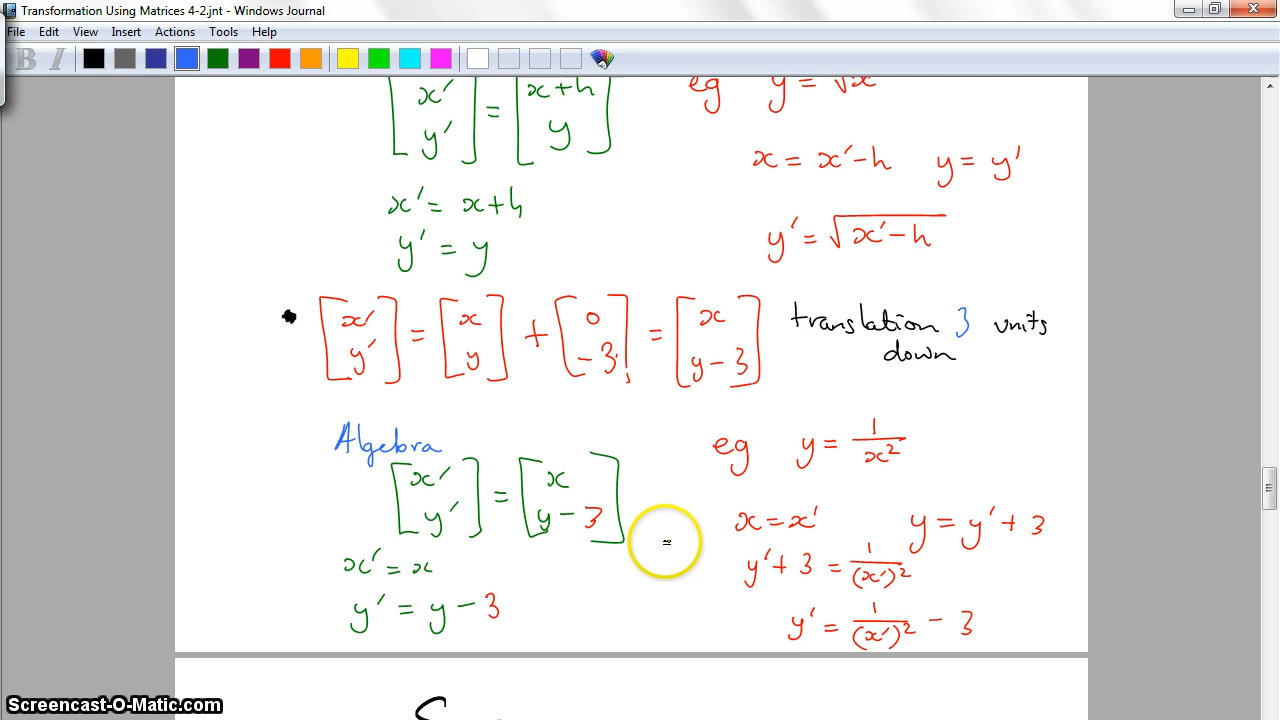 Transformation Using Matrices 4-2.jnt - Windows Journal
File Edit View Insert Actions Tools Help
B I
[x′ y′] = [x+h y]
eg y = √x
x = x′-h y = y′
x′ = x+h
y′ = √x′-h
y′ = y
• [x′ y′] = [x y] + [0 -3] = [x y-3] translation 3 units
down
Algebra
eg y = 1/x²
[x′ y′] = [x y-3]
x = x′ y = y′+3
x′ = x
y′+3 = 1/(x′)²
y′ = y-3
y′ = 1/(x′)² - 3
Screencast-O-Matic.com